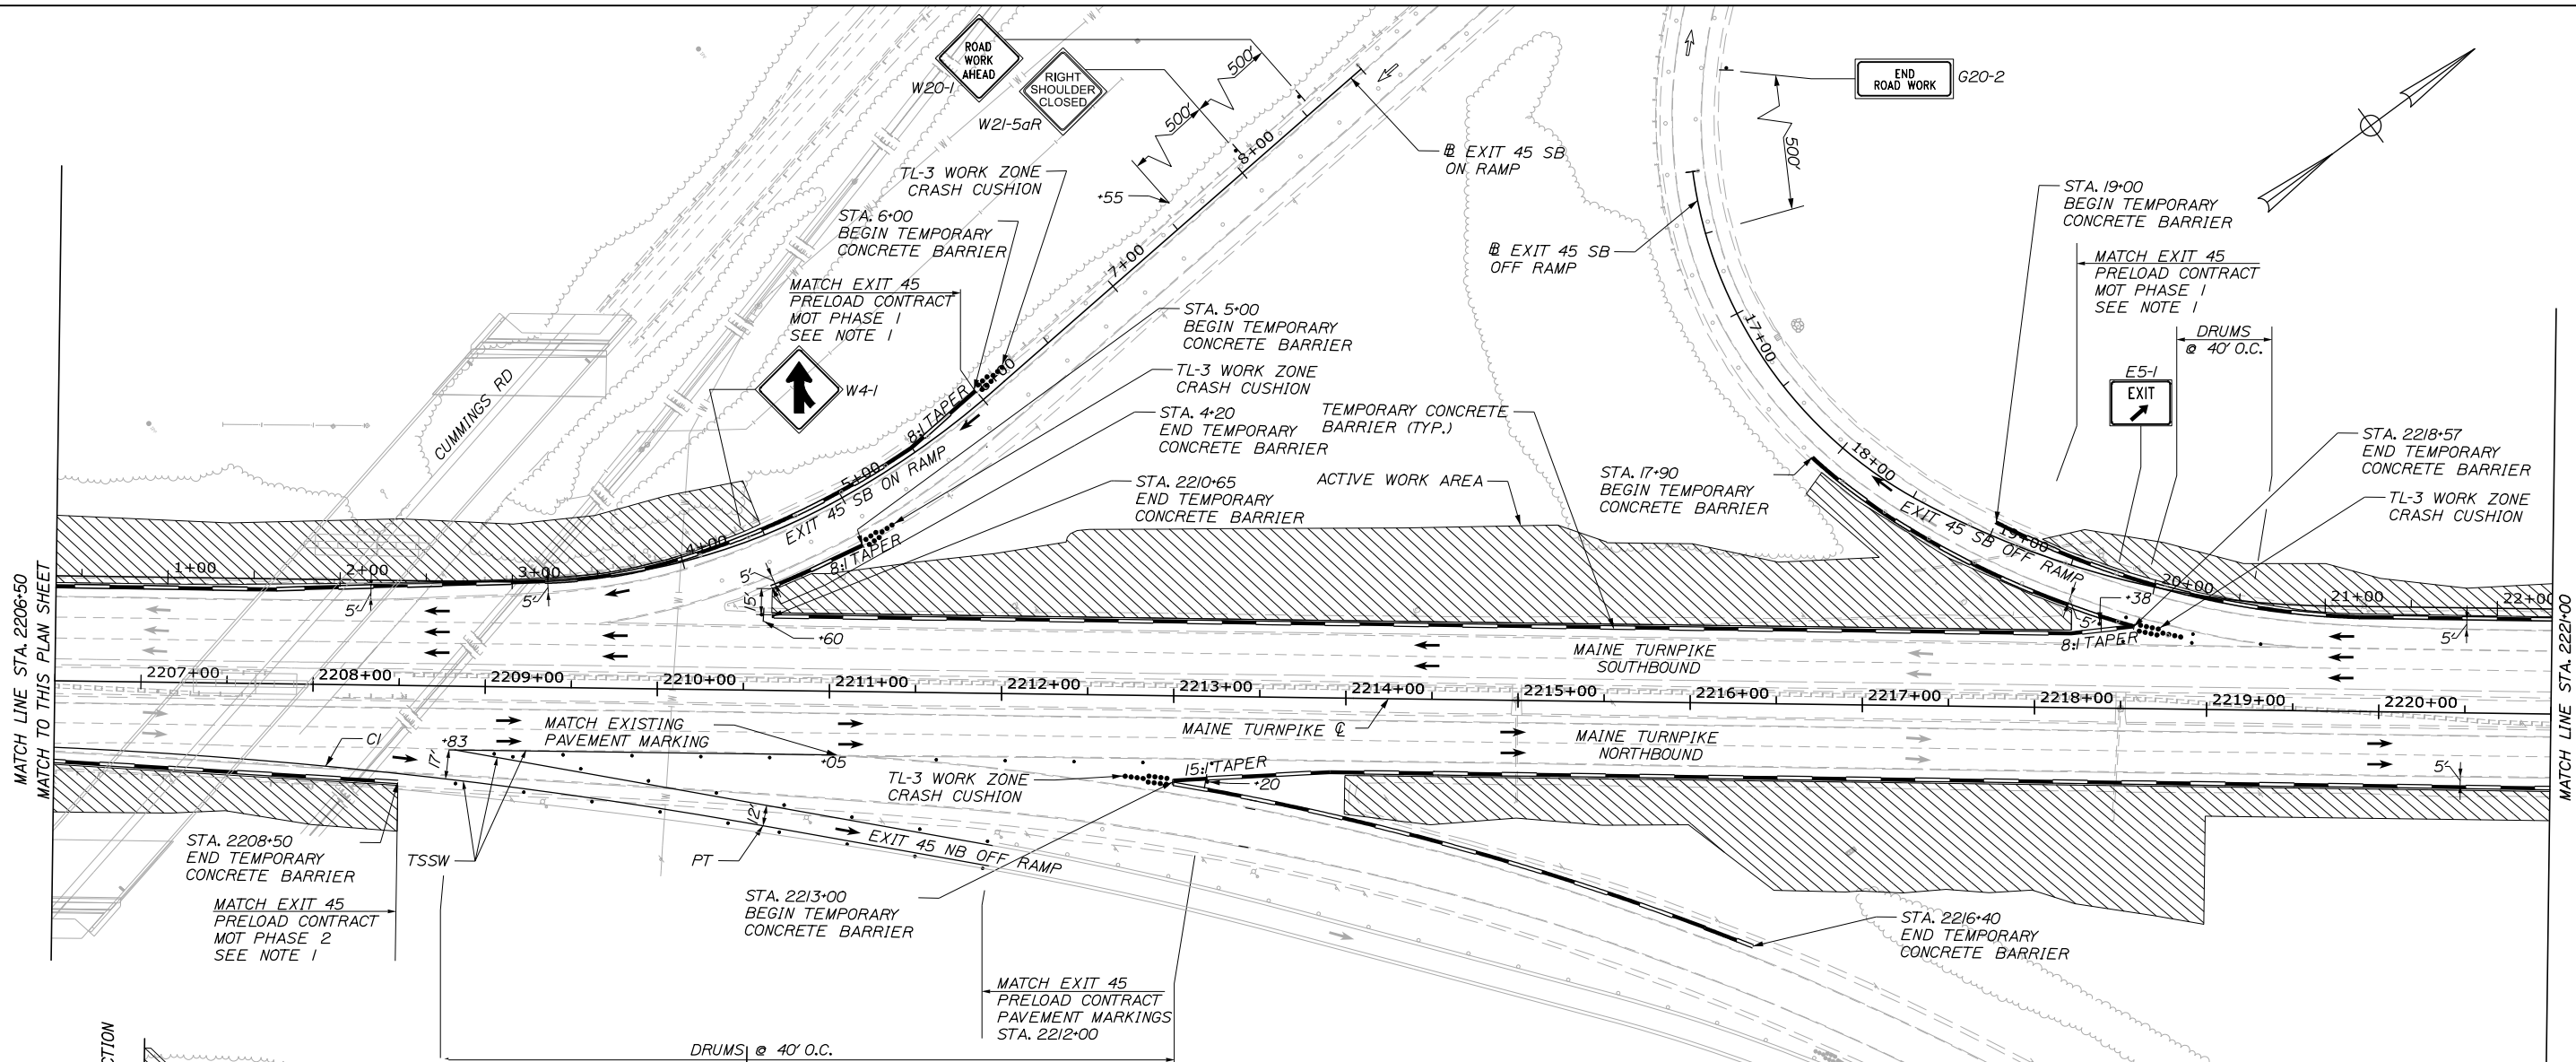 ROAD
WORK
AHEAD
W20-1
RIGHT
SHOULDER
CLOSED
W21-5aR
500'
500'
8+00
+55
7+00
TL-3 WORK ZONE
CRASH CUSHION
STA. 6+00
BEGIN TEMPORARY
CONCRETE BARRIER
MATCH EXIT 45
PRELOAD CONTRACT
MOT PHASE 1
SEE NOTE 1
W4-1
CUMMINGS RD
8:1 TAPER
5+00
EXIT 45 SB ON RAMP
4+00
STA. 5+00
BEGIN TEMPORARY
CONCRETE BARRIER
TL-3 WORK ZONE
CRASH CUSHION
STA. 4+20
END TEMPORARY
CONCRETE BARRIER
STA. 2210+65
END TEMPORARY
CONCRETE BARRIER
8:1 TAPER
5'
15'
+60
TEMPORARY CONCRETE
BARRIER (TYP.)
ACTIVE WORK AREA
℄ EXIT 45 SB
ON RAMP
END
ROAD WORK
G20-2
500'
℄ EXIT 45 SB
OFF RAMP
17+00
18+00
STA. 17+90
BEGIN TEMPORARY
CONCRETE BARRIER
EXIT 45 SB OFF RAMP
19+00
20+00
21+00
22+00
STA. 19+00
BEGIN TEMPORARY
CONCRETE BARRIER
MATCH EXIT 45
PRELOAD CONTRACT
MOT PHASE 1
SEE NOTE 1
DRUMS
@ 40' O.C.
E5-1
EXIT
STA. 2218+57
END TEMPORARY
CONCRETE BARRIER
TL-3 WORK ZONE
CRASH CUSHION
+38
5'
8:1 TAPER
5'
1+00
2+00
3+00
5'
5'
MATCH LINE STA. 2206+50
MATCH TO THIS PLAN SHEET
MAINE TURNPIKE
SOUTHBOUND
2207+00
2208+00
2209+00
2210+00
2211+00
2212+00
2213+00
2214+00
2215+00
2216+00
2217+00
2218+00
2219+00
2220+00
MATCH LINE STA. 2221+00
MAINE TURNPIKE ℄
MAINE TURNPIKE
NORTHBOUND
C1
+83
17'
MATCH EXISTING
PAVEMENT MARKING
+05
TL-3 WORK ZONE
CRASH CUSHION
15:1 TAPER
+20
5'
12'
EXIT 45 NB OFF RAMP
PT
TSSW
STA. 2208+50
END TEMPORARY
CONCRETE BARRIER
MATCH EXIT 45
PRELOAD CONTRACT
MOT PHASE 2
SEE NOTE 1
STA. 2213+00
BEGIN TEMPORARY
CONCRETE BARRIER
STA. 2216+40
END TEMPORARY
CONCRETE BARRIER
MATCH EXIT 45
PRELOAD CONTRACT
PAVEMENT MARKINGS
STA. 2212+00
DRUMS @ 40' O.C.